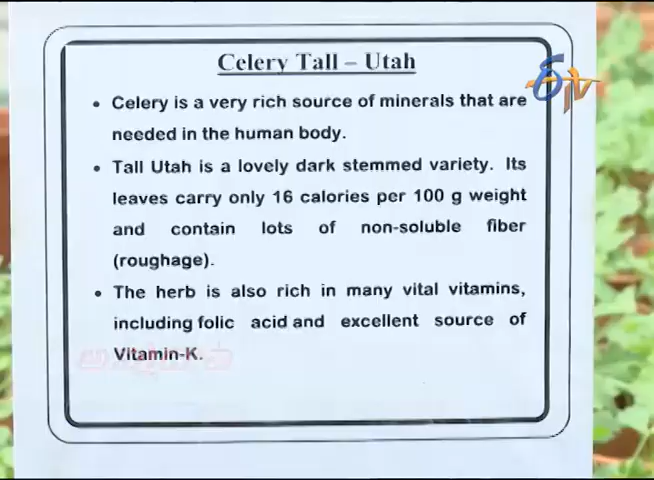 Celery Tall – Utah
• Celery is a very rich source of minerals that are
needed in the human body.
• Tall Utah is a lovely dark stemmed variety. Its
leaves carry only 16 calories per 100 g weight
and contain lots of non-soluble fiber
(roughage).
• The herb is also rich in many vital vitamins,
including folic acid and excellent source of
Vitamin-K.
ETV